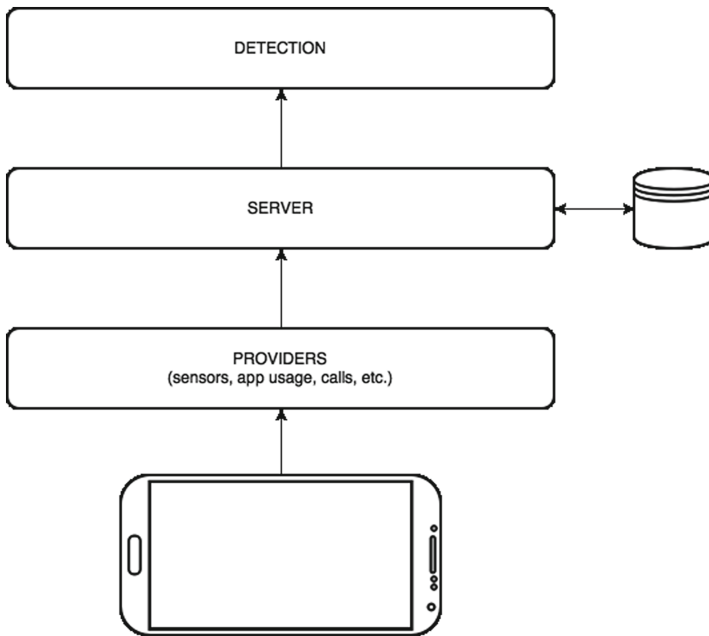 DETECTION
SERVER
PROVIDERS
(sensors, app usage, calls, etc.)